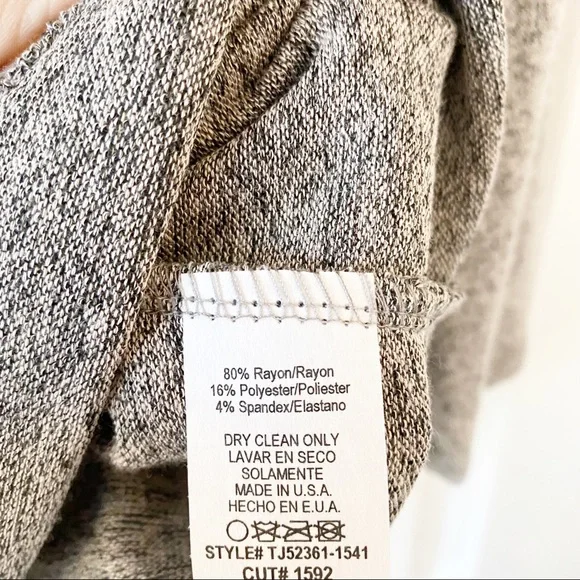 80% Rayon/Rayon
16% Polyester/Poliester
4% Spandex/Elastano
DRY CLEAN ONLY
LAVAR EN SECO
SOLAMENTE
MADE IN U.S.A.
HECHO EN E.U.A.
STYLE# TJ52361-1541
CUT# 1592